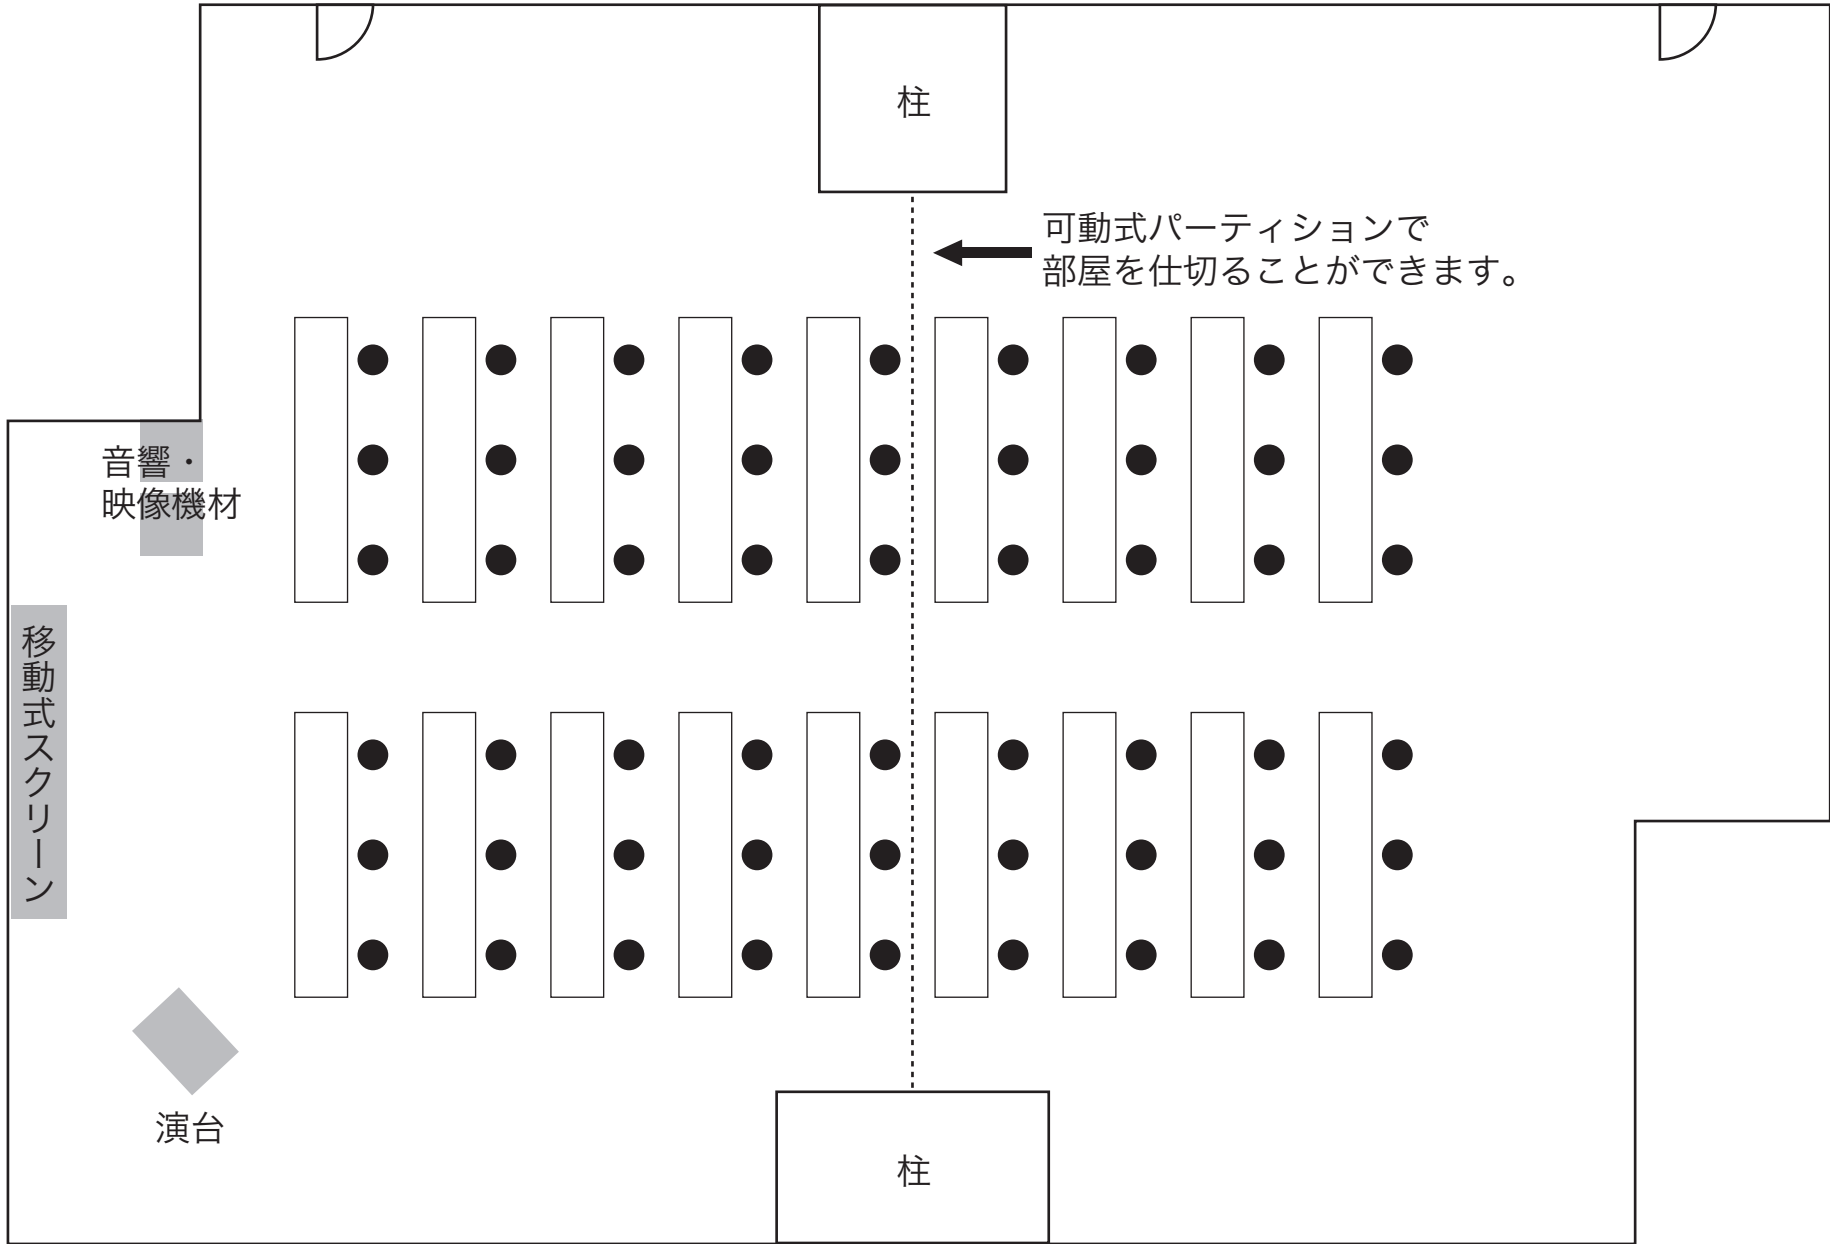 柱
可動式パーティションで
部屋を仕切ることができます。
音響・
映像機材
移動式スクリーン
演台
柱